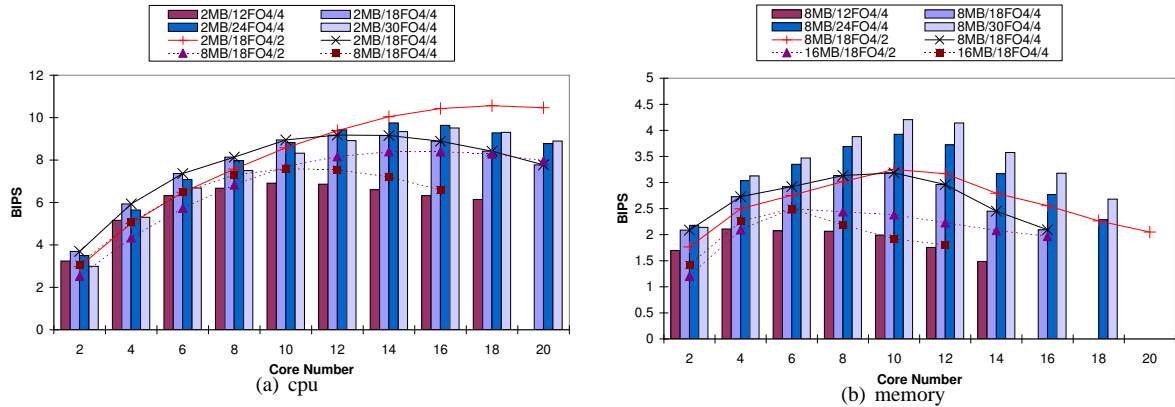 2MB/12FO4/4 2MB/18FO4/4
2MB/24FO4/4 2MB/30FO4/4
2MB/18FO4/2 2MB/18FO4/4
8MB/18FO4/2 8MB/18FO4/4
12
10
8
6
4
2
0
BIPS
2 4 6 8 10 12 14 16 18 20
Core Number
(a) cpu
8MB/12FO4/4 8MB/18FO4/4
8MB/24FO4/4 8MB/30FO4/4
8MB/18FO4/2 8MB/18FO4/4
16MB/18FO4/2 16MB/18FO4/4
5
4.5
4
3.5
3
2.5
2
1.5
1
0.5
0
BIPS
2 4 6 8 10 12 14 16 18 20
Core Number
(b) memory